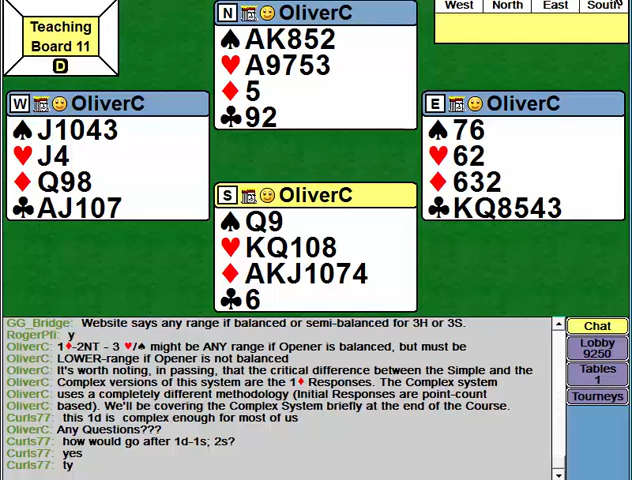 Teaching
Board 11
D
West North East South
N OliverC
♠ AK852
♥ A9753
♦ 5
♣ 92
W OliverC
♠ J1043
♥ J4
♦ Q98
♣ AJ107
E OliverC
♠ 76
♥ 62
♦ 632
♣ KQ8543
S OliverC
♠ Q9
♥ KQ108
♦ AKJ1074
♣ 6
GG_Bridge: Website says any range if balanced or semi-balanced for 3H or 3S.
RogerPfi: y
OliverC: 1♦-2NT - 3 ♥/♠ might be ANY range if Opener is balanced, but must be
OliverC: LOWER-range if Opener is not balanced
OliverC: It's worth noting, in passing, that the critical difference between the Simple and the
OliverC: Complex versions of this system are the 1♦ Responses. The Complex system
OliverC: uses a completely different methodology (Initial Responses are point-count
OliverC: based). We'll be covering the Complex System briefly at the end of the Course.
Curls77: this 1d is complex enough for most of us
OliverC: Any Questions???
Curls77: how would go after 1d-1s; 2s?
Curls77: yes
Curls77: ty
Chat
Lobby
9250
Tables
1
Tourneys